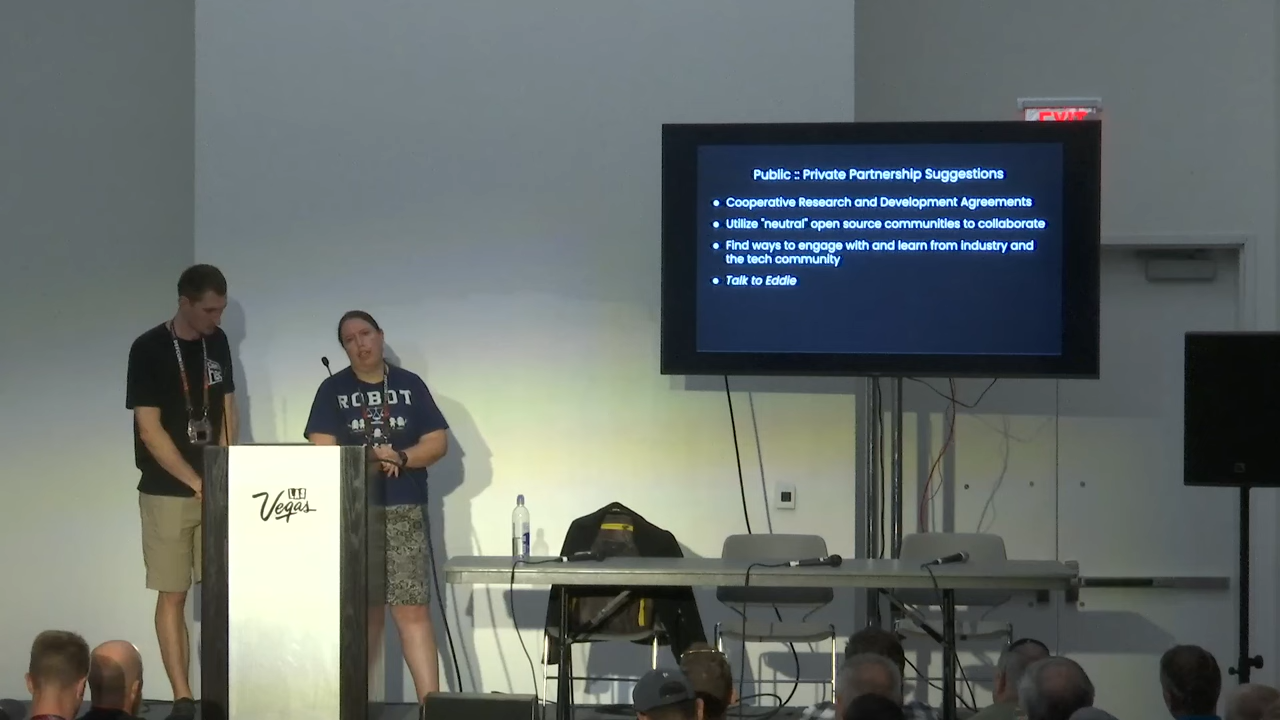 EXIT
Public :: Private Partnership Suggestions
• Cooperative Research and Development Agreements
• Utilize "neutral" open source communities to collaborate
• Find ways to engage with and learn from industry and
the tech community
• Talk to Eddie
ROBOT
LAS
Vegas